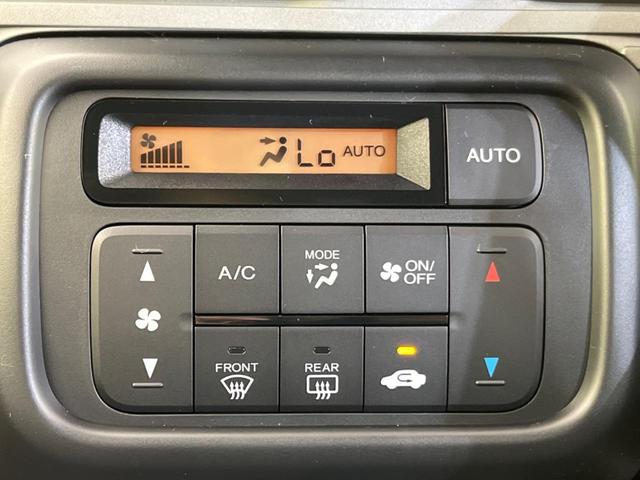 Lo AUTO
AUTO
A/C
MODE
ON/
OFF
FRONT
REAR